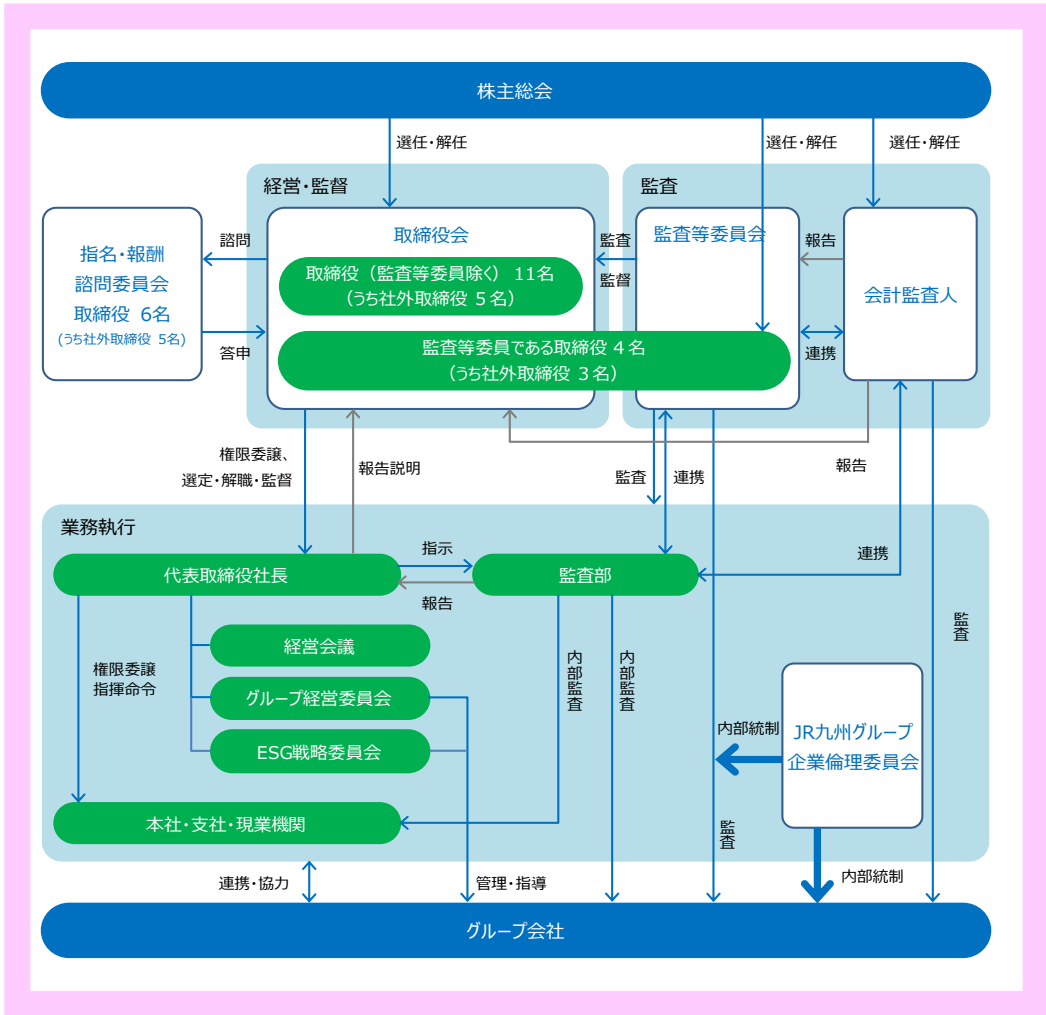 株主総会
選任・解任
選任・解任
選任・解任
経営・監督
監査
指名・報酬
諮問委員会
取締役 6名
(うち社外取締役 5名)
諮問
答申
取締役会
取締役（監査等委員除く） 11名
（うち社外取締役 5名）
監査等委員である取締役 4名
（うち社外取締役 3名）
監査
監督
監査等委員会
報告
連携
会計監査人
権限委譲、
選定・解職・監督
報告説明
監査
連携
報告
業務執行
代表取締役社長
指示
報告
監査部
連携
監査
権限委譲
指揮命令
経営会議
グループ経営委員会
ESG戦略委員会
内部監査
内部監査
内部統制
JR九州グループ
企業倫理委員会
本社・支社・現業機関
監査
連携・協力
管理・指導
内部統制
グループ会社